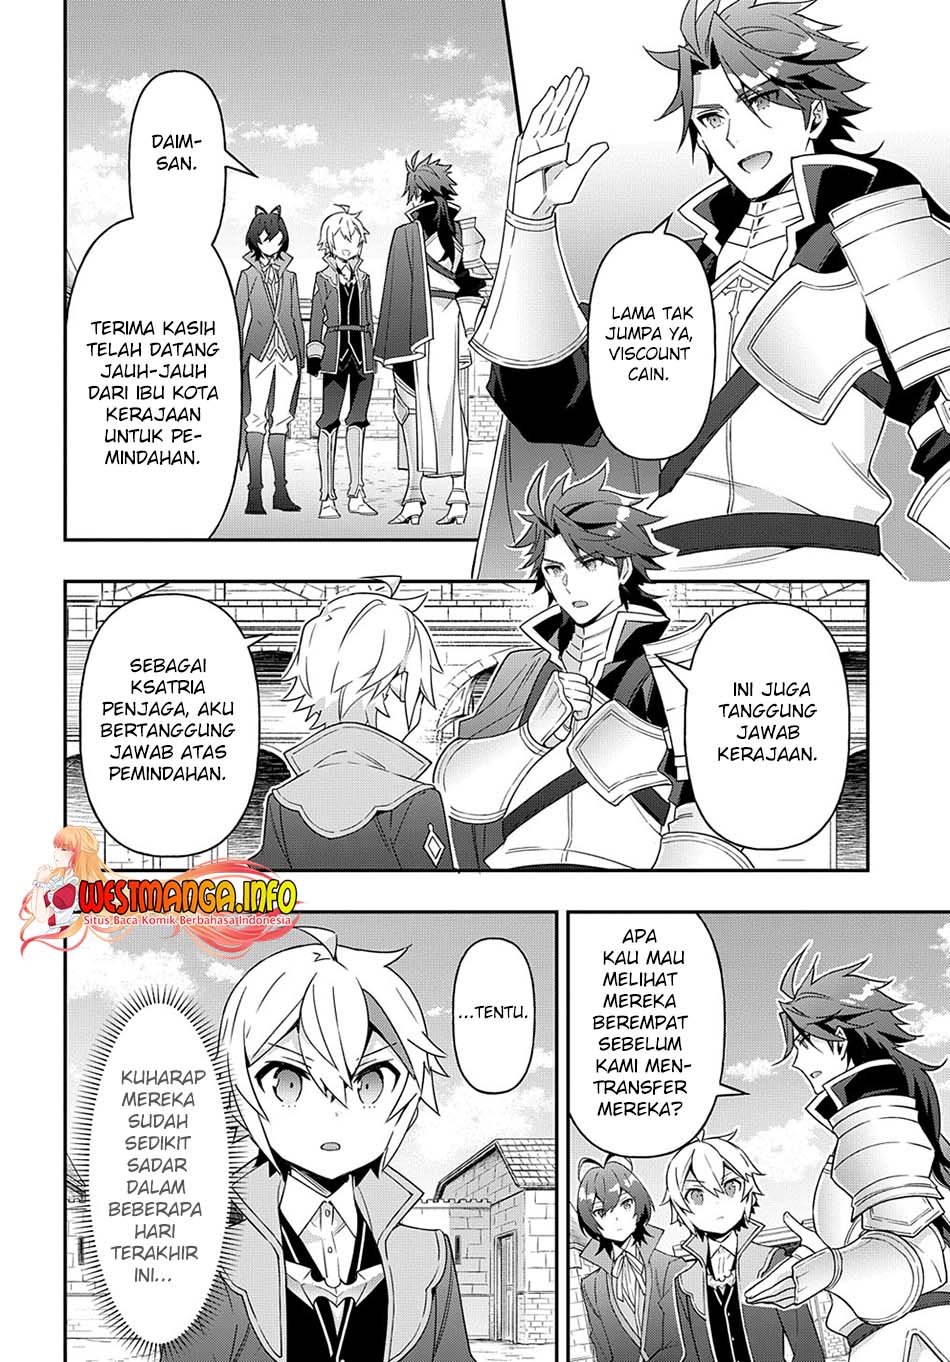 LAMA TAK
JUMPA YA,
VISCOUNT
CAIN.
DAIM-
SAN.
TERIMA KASIH
TELAH DATANG
JAUH-JAUH
DARI IBU KOTA
KERAJAAN
UNTUK PE-
MINDAHAN.
INI JUGA
TANGGUNG
JAWAB
KERAJAAN.
SEBAGAI
KSATRIA
PENJAGA, AKU
BERTANGGUNG
JAWAB ATAS
PEMINDAHAN.
WESTMANGA.INFO
Situs Baca Komik Berbahasa Indonesia
APA
KAU MAU
MELIHAT
MEREKA
BEREMPAT
SEBELUM
KAMI MEN-
TRANSFER
MEREKA?
...TENTU.
KUHARAP
MEREKA
SUDAH
SEDIKIT
SADAR
DALAM
BEBERAPA
HARI
TERAKHIR
INI...